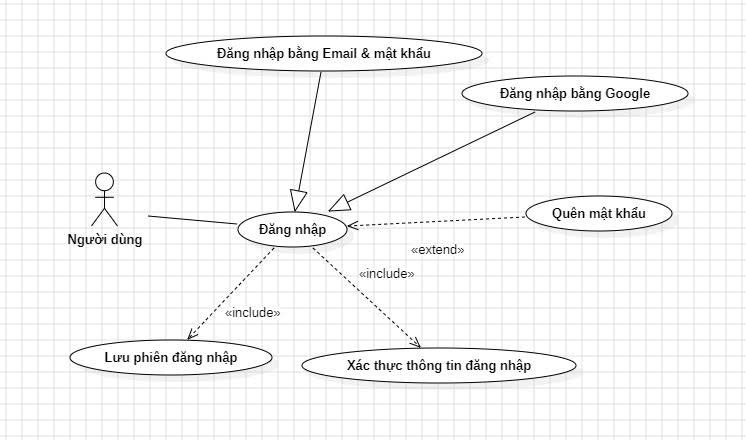 Đăng nhập bằng Email & mật khẩu
Đăng nhập bằng Google
Quên mật khẩu
Người dùng
Đăng nhập
«extend»
«include»
«include»
Lưu phiên đăng nhập
Xác thực thông tin đăng nhập